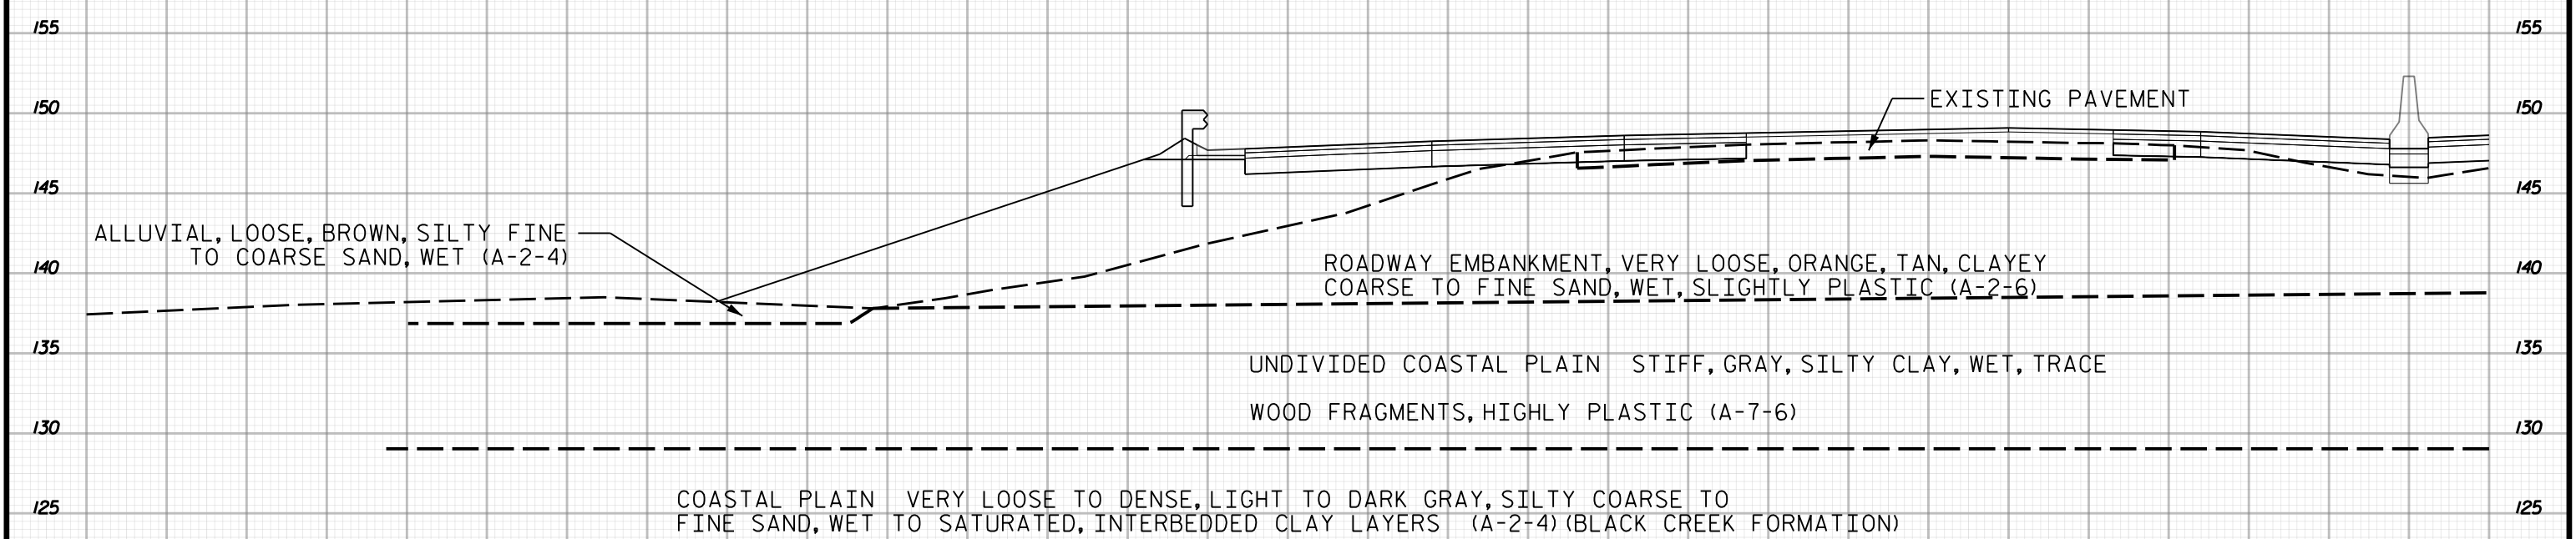 155 155
150 EXISTING PAVEMENT 150
145 145
ALLUVIAL, LOOSE, BROWN, SILTY FINE
TO COARSE SAND, WET (A-2-4)
140 140
ROADWAY EMBANKMENT, VERY LOOSE, ORANGE, TAN, CLAYEY
COARSE TO FINE SAND, WET, SLIGHTLY PLASTIC (A-2-6)
135 135
UNDIVIDED COASTAL PLAIN STIFF, GRAY, SILTY CLAY, WET, TRACE
WOOD FRAGMENTS, HIGHLY PLASTIC (A-7-6)
130 130
COASTAL PLAIN VERY LOOSE TO DENSE, LIGHT TO DARK GRAY, SILTY COARSE TO
125 125
FINE SAND, WET TO SATURATED, INTERBEDDED CLAY LAYERS (A-2-4) (BLACK CREEK FORMATION)